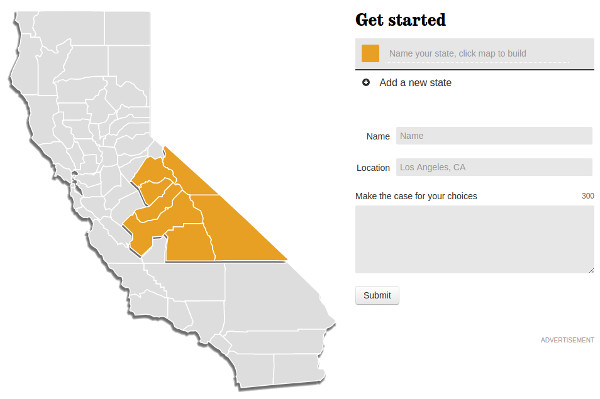 Get started
Name your state, click map to build
Add a new state
Name Name
Location Los Angeles, CA
Make the case for your choices 300
Submit
ADVERTISEMENT